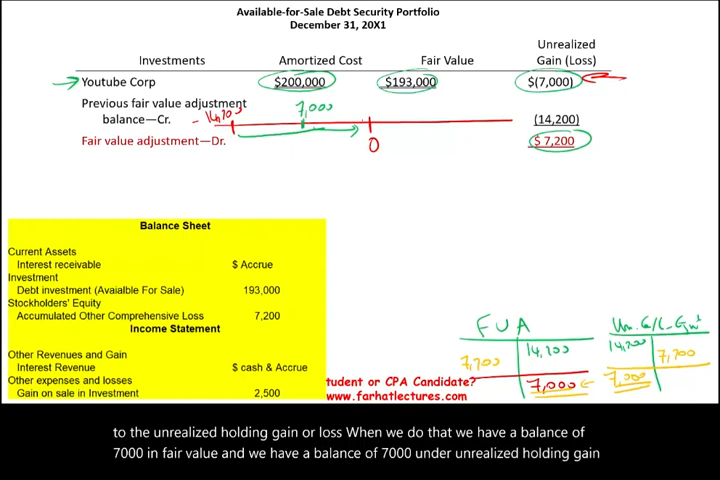 Available-for-Sale Debt Security Portfolio
December 31, 20X1
Unrealized
Investments Amortized Cost Fair Value Gain (Loss)
Youtube Corp $200,000 $193,000 $(7,000)
Previous fair value adjustment 7,000
balance—Cr. - 14,200 (14,200)
Fair value adjustment—Dr. 0 $ 7,200
Balance Sheet
Current Assets
Interest receivable $ Accrue
Investment
Debt investment (Avaialble For Sale) 193,000
Stockholders' Equity
Accumulated Other Comprehensive Loss 7,200
Income Statement
Other Revenues and Gain
Interest Revenue $ cash & Accrue
Other expenses and losses
Gain on sale in Investment 2,500
FVA
14,200
7,200
7,000
Un. G/L
14,200
7,200
7,000
tudent or CPA Candidate?
www.farhatlectures.com
to the unrealized holding gain or loss When we do that we have a balance of
7000 in fair value and we have a balance of 7000 under unrealized holding gain